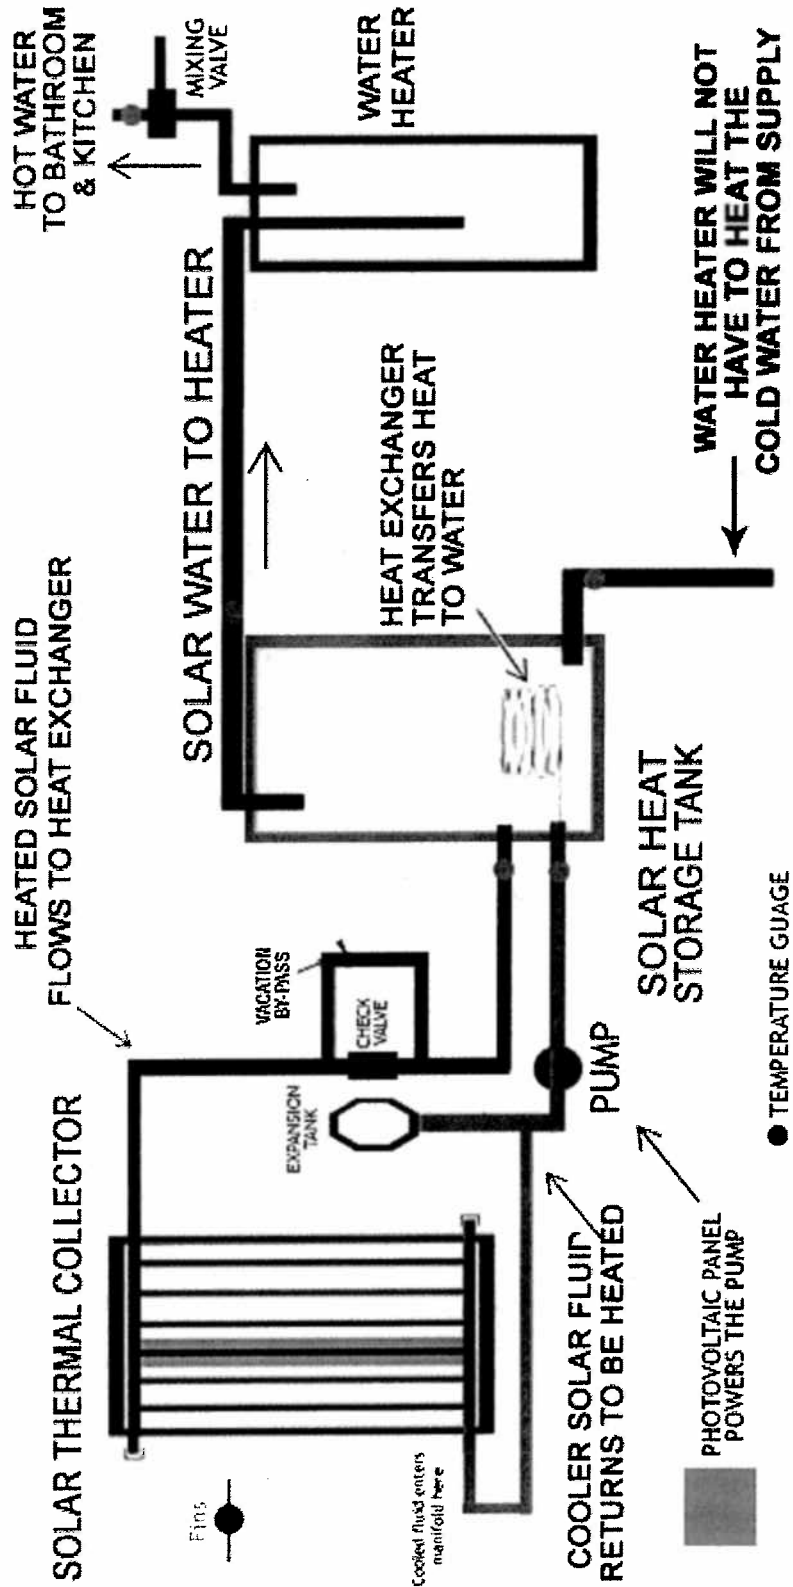 SOLAR THERMAL COLLECTOR
HEATED SOLAR FLUID
FLOWS TO HEAT EXCHANGER
SOLAR WATER TO HEATER
HOT WATER
TO BATHROOM
& KITCHEN
MIXING
VALVE
WATER
HEATER
Fins
EXPANSION
TANK
CHECK
VALVE
VACATION
BY-PASS
HEAT EXCHANGER
TRANSFERS HEAT
TO WATER
Cooled fluid enters
manifold here
COOLER SOLAR FLUID
RETURNS TO BE HEATED
PUMP
SOLAR HEAT
STORAGE TANK
WATER HEATER WILL NOT
HAVE TO HEAT THE
COLD WATER FROM SUPPLY
PHOTOVOLTAIC PANEL
POWERS THE PUMP
TEMPERATURE GUAGE